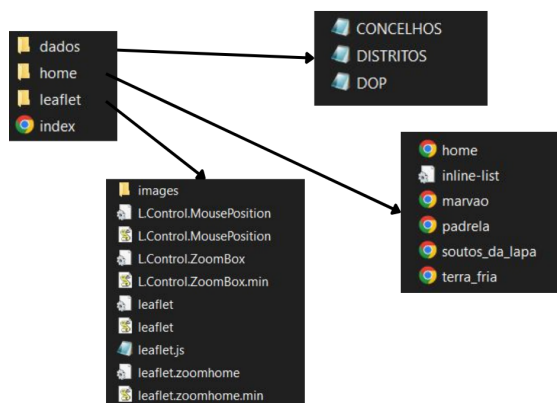 dados
home
leaflet
index
CONCELHOS
DISTRITOS
DOP
images
L.Control.MousePosition
L.Control.MousePosition
L.Control.ZoomBox
L.Control.ZoomBox.min
leaflet
leaflet
leaflet.js
leaflet.zoomhome
leaflet.zoomhome.min
home
inline-list
marvao
padrela
soutos_da_lapa
terra_fria